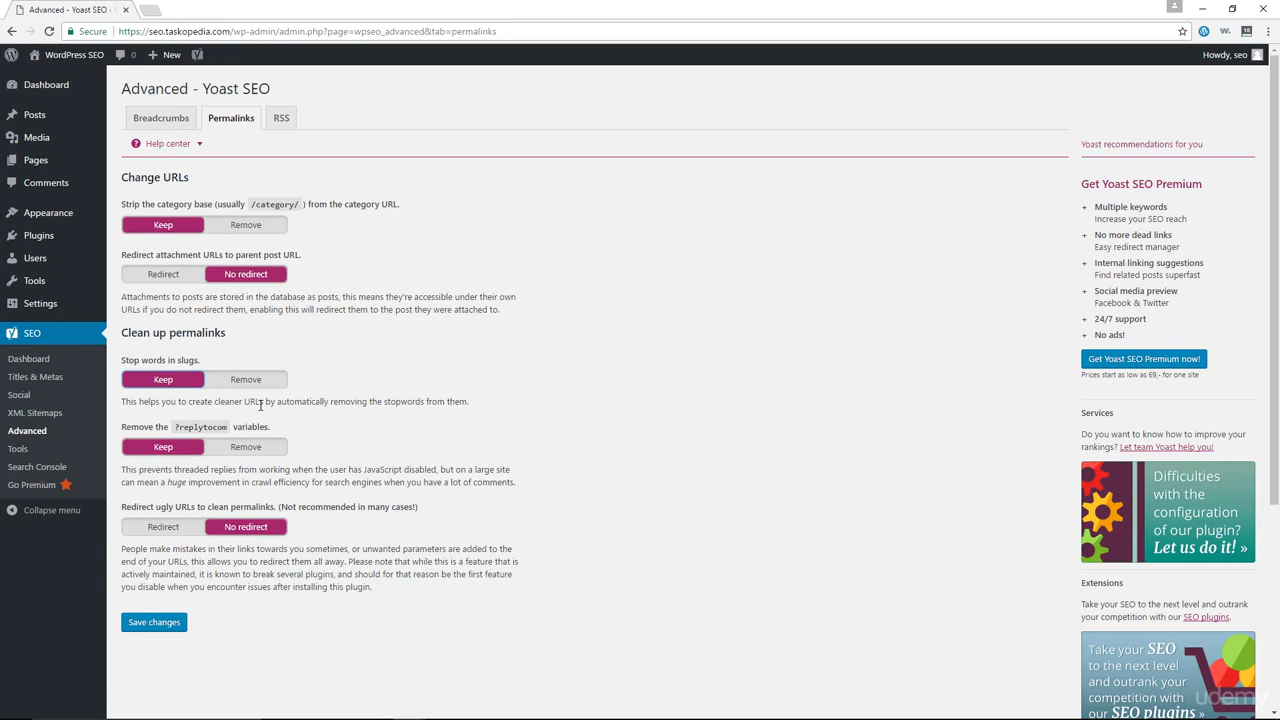 Advanced - Yoast SEO -
Secure
https://seo.taskopedia.com/wp-admin/admin.php?page=wpseo_advanced&tab=permalinks
WordPress SEO
0
+ New
Howdy, seo
Dashboard
Posts
Media
Pages
Comments
Appearance
Plugins
Users
Tools
Settings
SEO
Dashboard
Titles & Metas
Social
XML Sitemaps
Advanced
Tools
Search Console
Go Premium
Collapse menu
Advanced - Yoast SEO
Breadcrumbs
Permalinks
RSS
Help center
Change URLs
Strip the category base (usually /category/ ) from the category URL.
Keep
Remove
Redirect attachment URLs to parent post URL.
Redirect
No redirect
Attachments to posts are stored in the database as posts, this means they're accessible under their own
URLs if you do not redirect them, enabling this will redirect them to the post they were attached to.
Clean up permalinks
Stop words in slugs.
Keep
Remove
This helps you to create cleaner URLs by automatically removing the stopwords from them.
Remove the ?replytocom variables.
Keep
Remove
This prevents threaded replies from working when the user has JavaScript disabled, but on a large site
can mean a huge improvement in crawl efficiency for search engines when you have a lot of comments.
Redirect ugly URLs to clean permalinks. (Not recommended in many cases!)
Redirect
No redirect
People make mistakes in their links towards you sometimes, or unwanted parameters are added to the
end of your URLs, this allows you to redirect them all away. Please note that while this is a feature that is
actively maintained, it is known to break several plugins, and should for that reason be the first feature
you disable when you encounter issues after installing this plugin.
Save changes
Yoast recommendations for you
Get Yoast SEO Premium
+ Multiple keywords
Increase your SEO reach
+ No more dead links
Easy redirect manager
+ Internal linking suggestions
Find related posts superfast
+ Social media preview
Facebook & Twitter
+ 24/7 support
+ No ads!
Get Yoast SEO Premium now!
Prices start as low as 69,- for one site
Services
Do you want to know how to improve your
rankings? Let team Yoast help you!
Difficulties
with the
configuration
of our plugin?
Let us do it! »
Extensions
Take your SEO to the next level and outrank
your competition with our SEO plugins.
Take your SEO
to the next level
and outrank your
competition with
our SEO plugins »
udemy